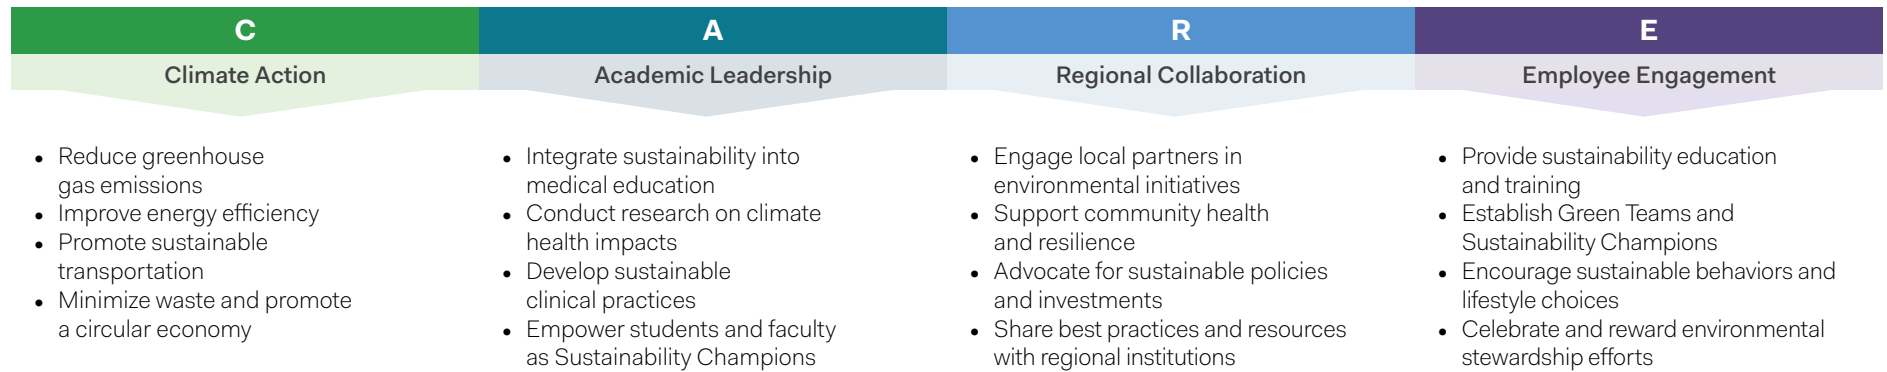 C
Climate Action
• Reduce greenhouse
gas emissions
• Improve energy efficiency
• Promote sustainable
transportation
• Minimize waste and promote
a circular economy
A
Academic Leadership
• Integrate sustainability into
medical education
• Conduct research on climate
health impacts
• Develop sustainable
clinical practices
• Empower students and faculty
as Sustainability Champions
R
Regional Collaboration
• Engage local partners in
environmental initiatives
• Support community health
and resilience
• Advocate for sustainable policies
and investments
• Share best practices and resources
with regional institutions
E
Employee Engagement
• Provide sustainability education
and training
• Establish Green Teams and
Sustainability Champions
• Encourage sustainable behaviors and
lifestyle choices
• Celebrate and reward environmental
stewardship efforts